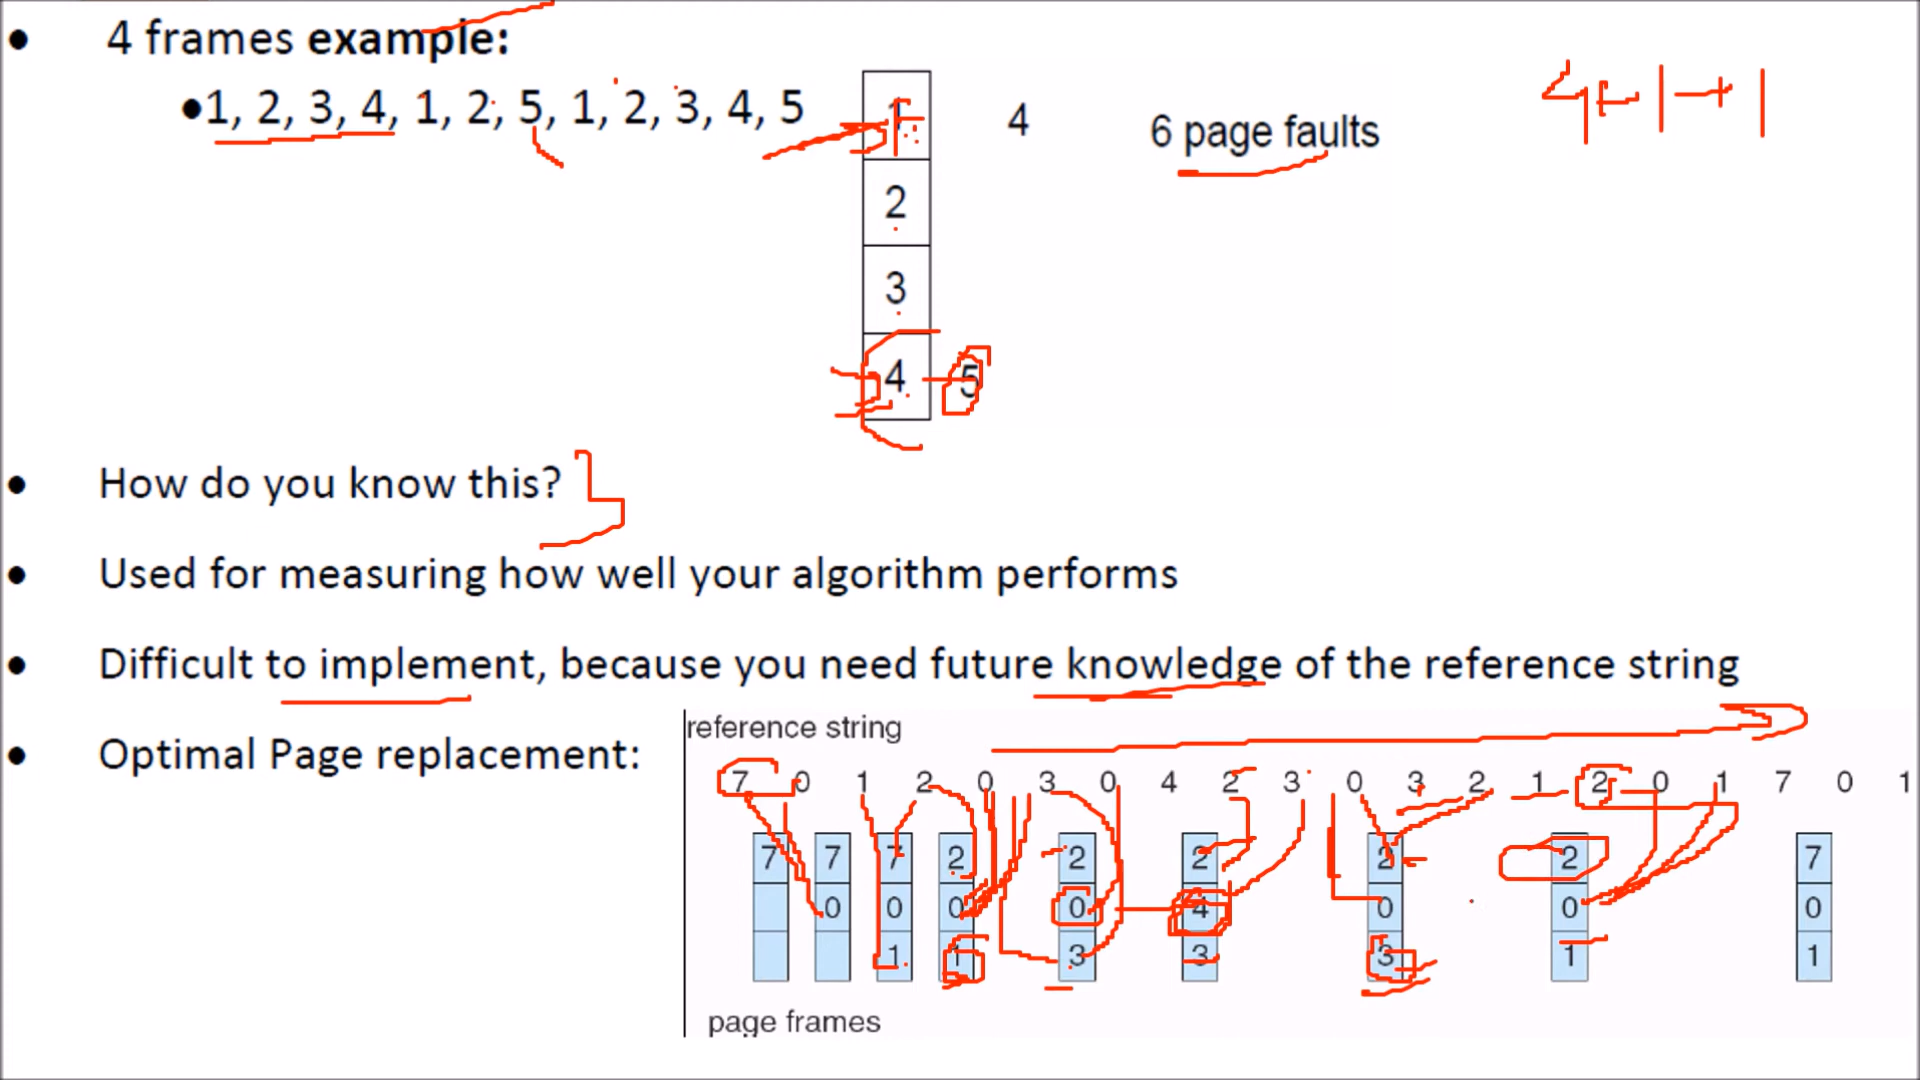 • 4 frames example:
•1, 2, 3, 4, 1, 2, 5, 1, 2, 3, 4, 5
1 4 6 page faults 4+1+1
2
3
4 5
• How do you know this?
• Used for measuring how well your algorithm performs
• Difficult to implement, because you need future knowledge of the reference string
• Optimal Page replacement:
reference string
7 0 1 2 0 3 0 4 2 3 0 3 2 1 2 0 1 7 0 1
7 7 7 2 2 2 2 2 7
0 0 0 0 4 0 0 0
1 1 3 3 3 1 1
page frames